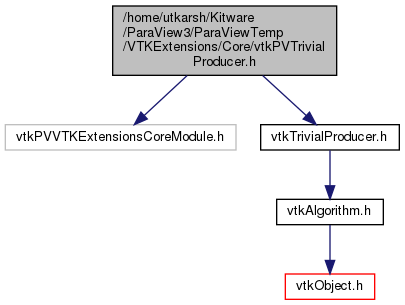 /home/utkarsh/Kitware
/ParaView3/ParaViewTemp
/VTKExtensions/Core/vtkPVTrivial
Producer.h
vtkPVVTKExtensionsCoreModule.h
vtkTrivialProducer.h
vtkAlgorithm.h
vtkObject.h